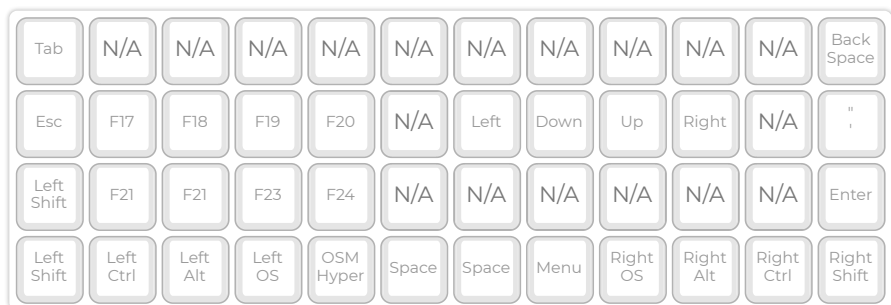 Tab N/A N/A N/A N/A N/A N/A N/A N/A N/A N/A Back Space
Esc F17 F18 F19 F20 N/A Left Down Up Right N/A " '
Left Shift F21 F21 F23 F24 N/A N/A N/A N/A N/A N/A Enter
Left Shift Left Ctrl Left Alt Left OS OSM Hyper Space Space Menu Right OS Right Alt Right Ctrl Right Shift